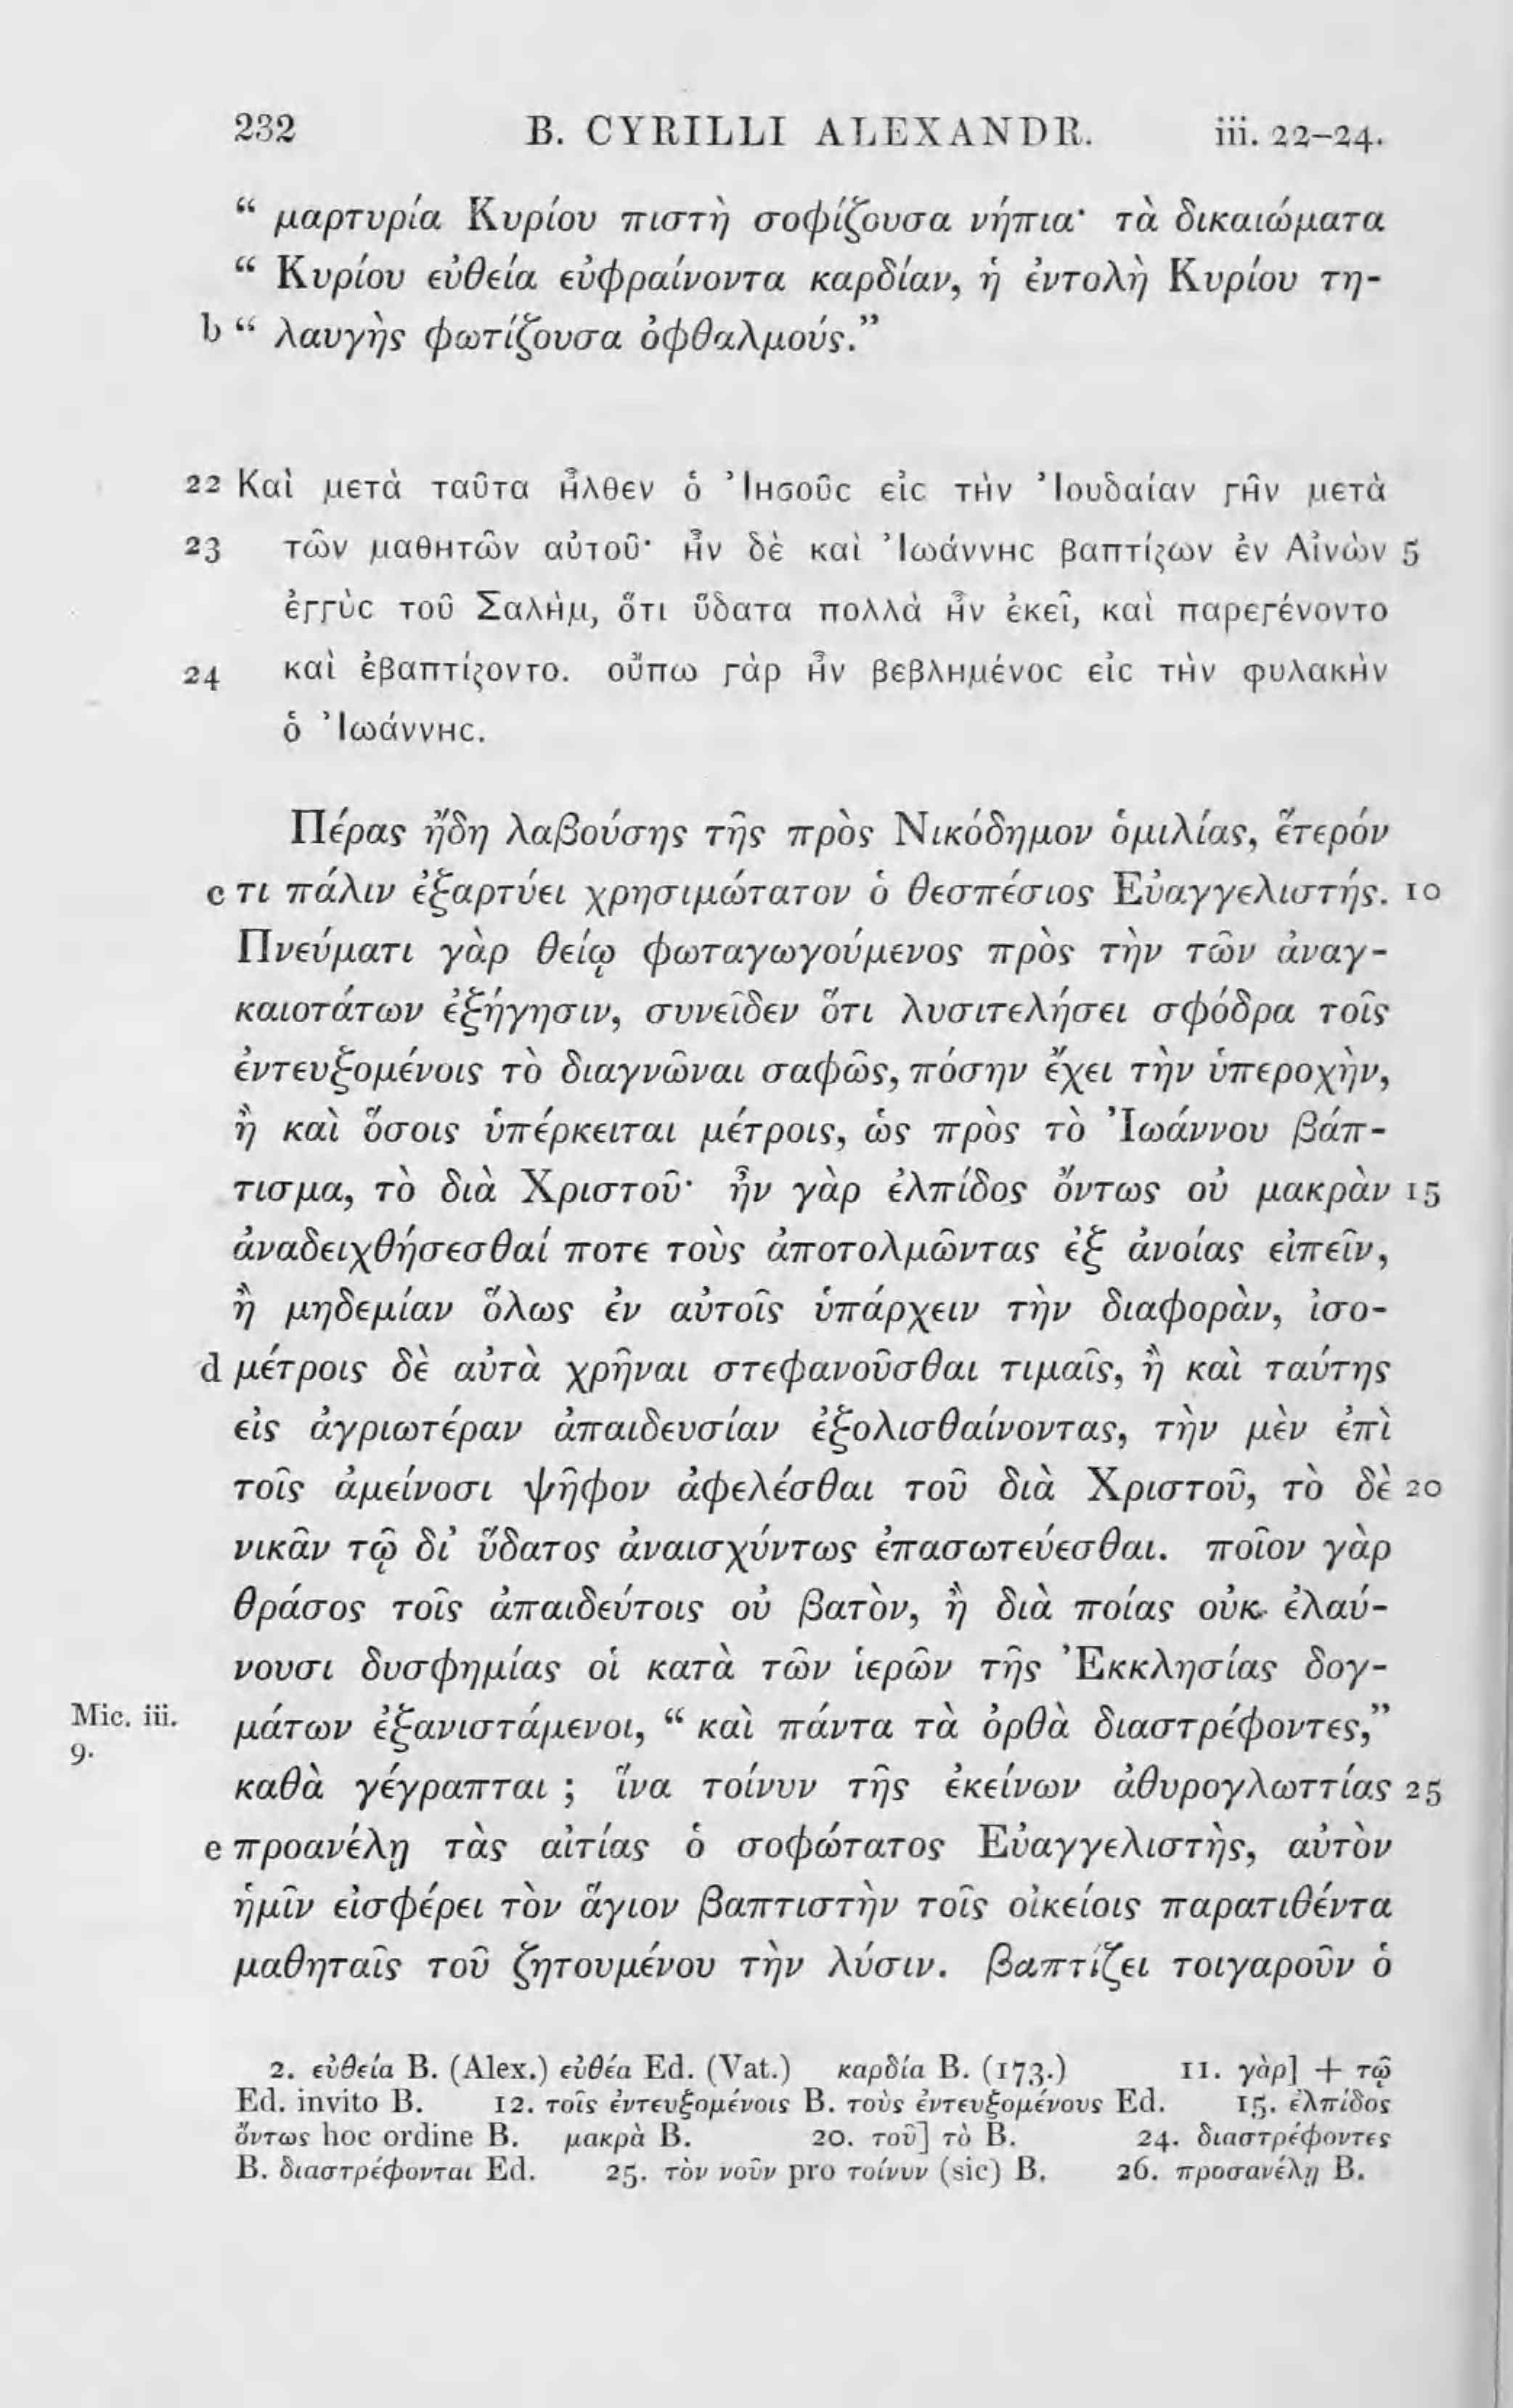 232 B. CYRILLI ALEXANDR. iii. 22–24.
“ μαρτυρία Κυρίου πιστὴ σοφίζουσα νήπια· τὰ δικαιώματα
“ Κυρίου εὐθεία εὐφραίνοντα καρδίαν, ἡ ἐντολὴ Κυρίου τη-
b “ λαυγὴς φωτίζουσα ὀφθαλμούς.”
22 Καὶ μετὰ ταῦτα ἦλθεν ὁ Ἰησοῦς εἰς τὴν Ἰουδαίαν γῆν μετὰ
23 τῶν μαθητῶν αὐτοῦ· ἦν δὲ καὶ Ἰωάννης βαπτίζων ἐν Αἰνὼν 5
ἐγγὺς τοῦ Σαλὴμ, ὅτι ὕδατα πολλὰ ἦν ἐκεῖ, καὶ παρεγένοντο
24 καὶ ἐβαπτίζοντο. οὔπω γὰρ ἦν βεβλημένος εἰς τὴν φυλακὴν
ὁ Ἰωάννης.
Πέρας ἤδη λαβούσης τῆς πρὸς Νικόδημον ὁμιλίας, ἕτερόν
c τι πάλιν ἐξαρτύει χρησιμώτατον ὁ θεσπέσιος Εὐαγγελιστής. 10
Πνεύματι γὰρ θείῳ φωταγωγούμενος πρὸς τὴν τῶν ἀναγ-
καιοτάτων ἐξήγησιν, συνεῖδεν ὅτι λυσιτελήσει σφόδρα τοῖς
ἐντευξομένοις τὸ διαγνῶναι σαφῶς, πόσην ἔχει τὴν ὑπεροχὴν,
ἢ καὶ ὅσοις ὑπέρκειται μέτροις, ὡς πρὸς τὸ Ἰωάννου βάπ-
τισμα, τὸ διὰ Χριστοῦ· ἦν γὰρ ἐλπίδος ὄντως οὐ μακρὰν 15
ἀναδειχθήσεσθαί ποτε τοὺς ἀποτολμῶντας ἐξ ἀνοίας εἰπεῖν,
ἢ μηδεμίαν ὅλως ἐν αὐτοῖς ὑπάρχειν τὴν διαφορὰν, ἰσο-
d μέτροις δὲ αὐτὰ χρῆναι στεφανοῦσθαι τιμαῖς, ἢ καὶ ταύτης
εἰς ἀγριωτέραν ἀπαιδευσίαν ἐξολισθαίνοντας, τὴν μὲν ἐπὶ
τοῖς ἀμείνοσι ψῆφον ἀφελέσθαι τοῦ διὰ Χριστοῦ, τὸ δὲ 20
νικᾶν τῷ δι’ ὕδατος ἀναισχύντως ἐπασωτεύεσθαι. ποῖον γὰρ
θράσος τοῖς ἀπαιδεύτοις οὐ βατὸν, ἢ διὰ ποίας οὐκ ἐλαύ-
νουσι δυσφημίας οἱ κατὰ τῶν ἱερῶν τῆς Ἐκκλησίας δογ-
Mic. iii. 9. μάτων ἐξανιστάμενοι, “ καὶ πάντα τὰ ὀρθὰ διαστρέφοντες,”
καθὰ γέγραπται ; ἵνα τοίνυν τῆς ἐκείνων ἀθυρογλωττίας 25
e προανέλῃ τὰς αἰτίας ὁ σοφώτατος Εὐαγγελιστὴς, αὐτὸν
ἡμῖν εἰσφέρει τὸν ἅγιον βαπτιστὴν τοῖς οἰκείοις παρατιθέντα
μαθηταῖς τοῦ ζητουμένου τὴν λύσιν. βαπτίζει τοιγαροῦν ὁ
2. εὐθεία B. (Alex.) εὐθέα Ed. (Vat.) καρδία B. (173.) 11. γὰρ] + τῷ
Ed. invito B. 12. τοῖς ἐντευξομένοις B. τοὺς ἐντευξομένους Ed. 15. ἐλπίδος
ὄντως hoc ordine B. μακρὰ B. 20. τοῦ] τὸ B. 24. διαστρέφοντες
B. διαστρέφονται Ed. 25. τὸν νοῦν pro τοίνυν (sic) B. 26. προσανέλῃ B.